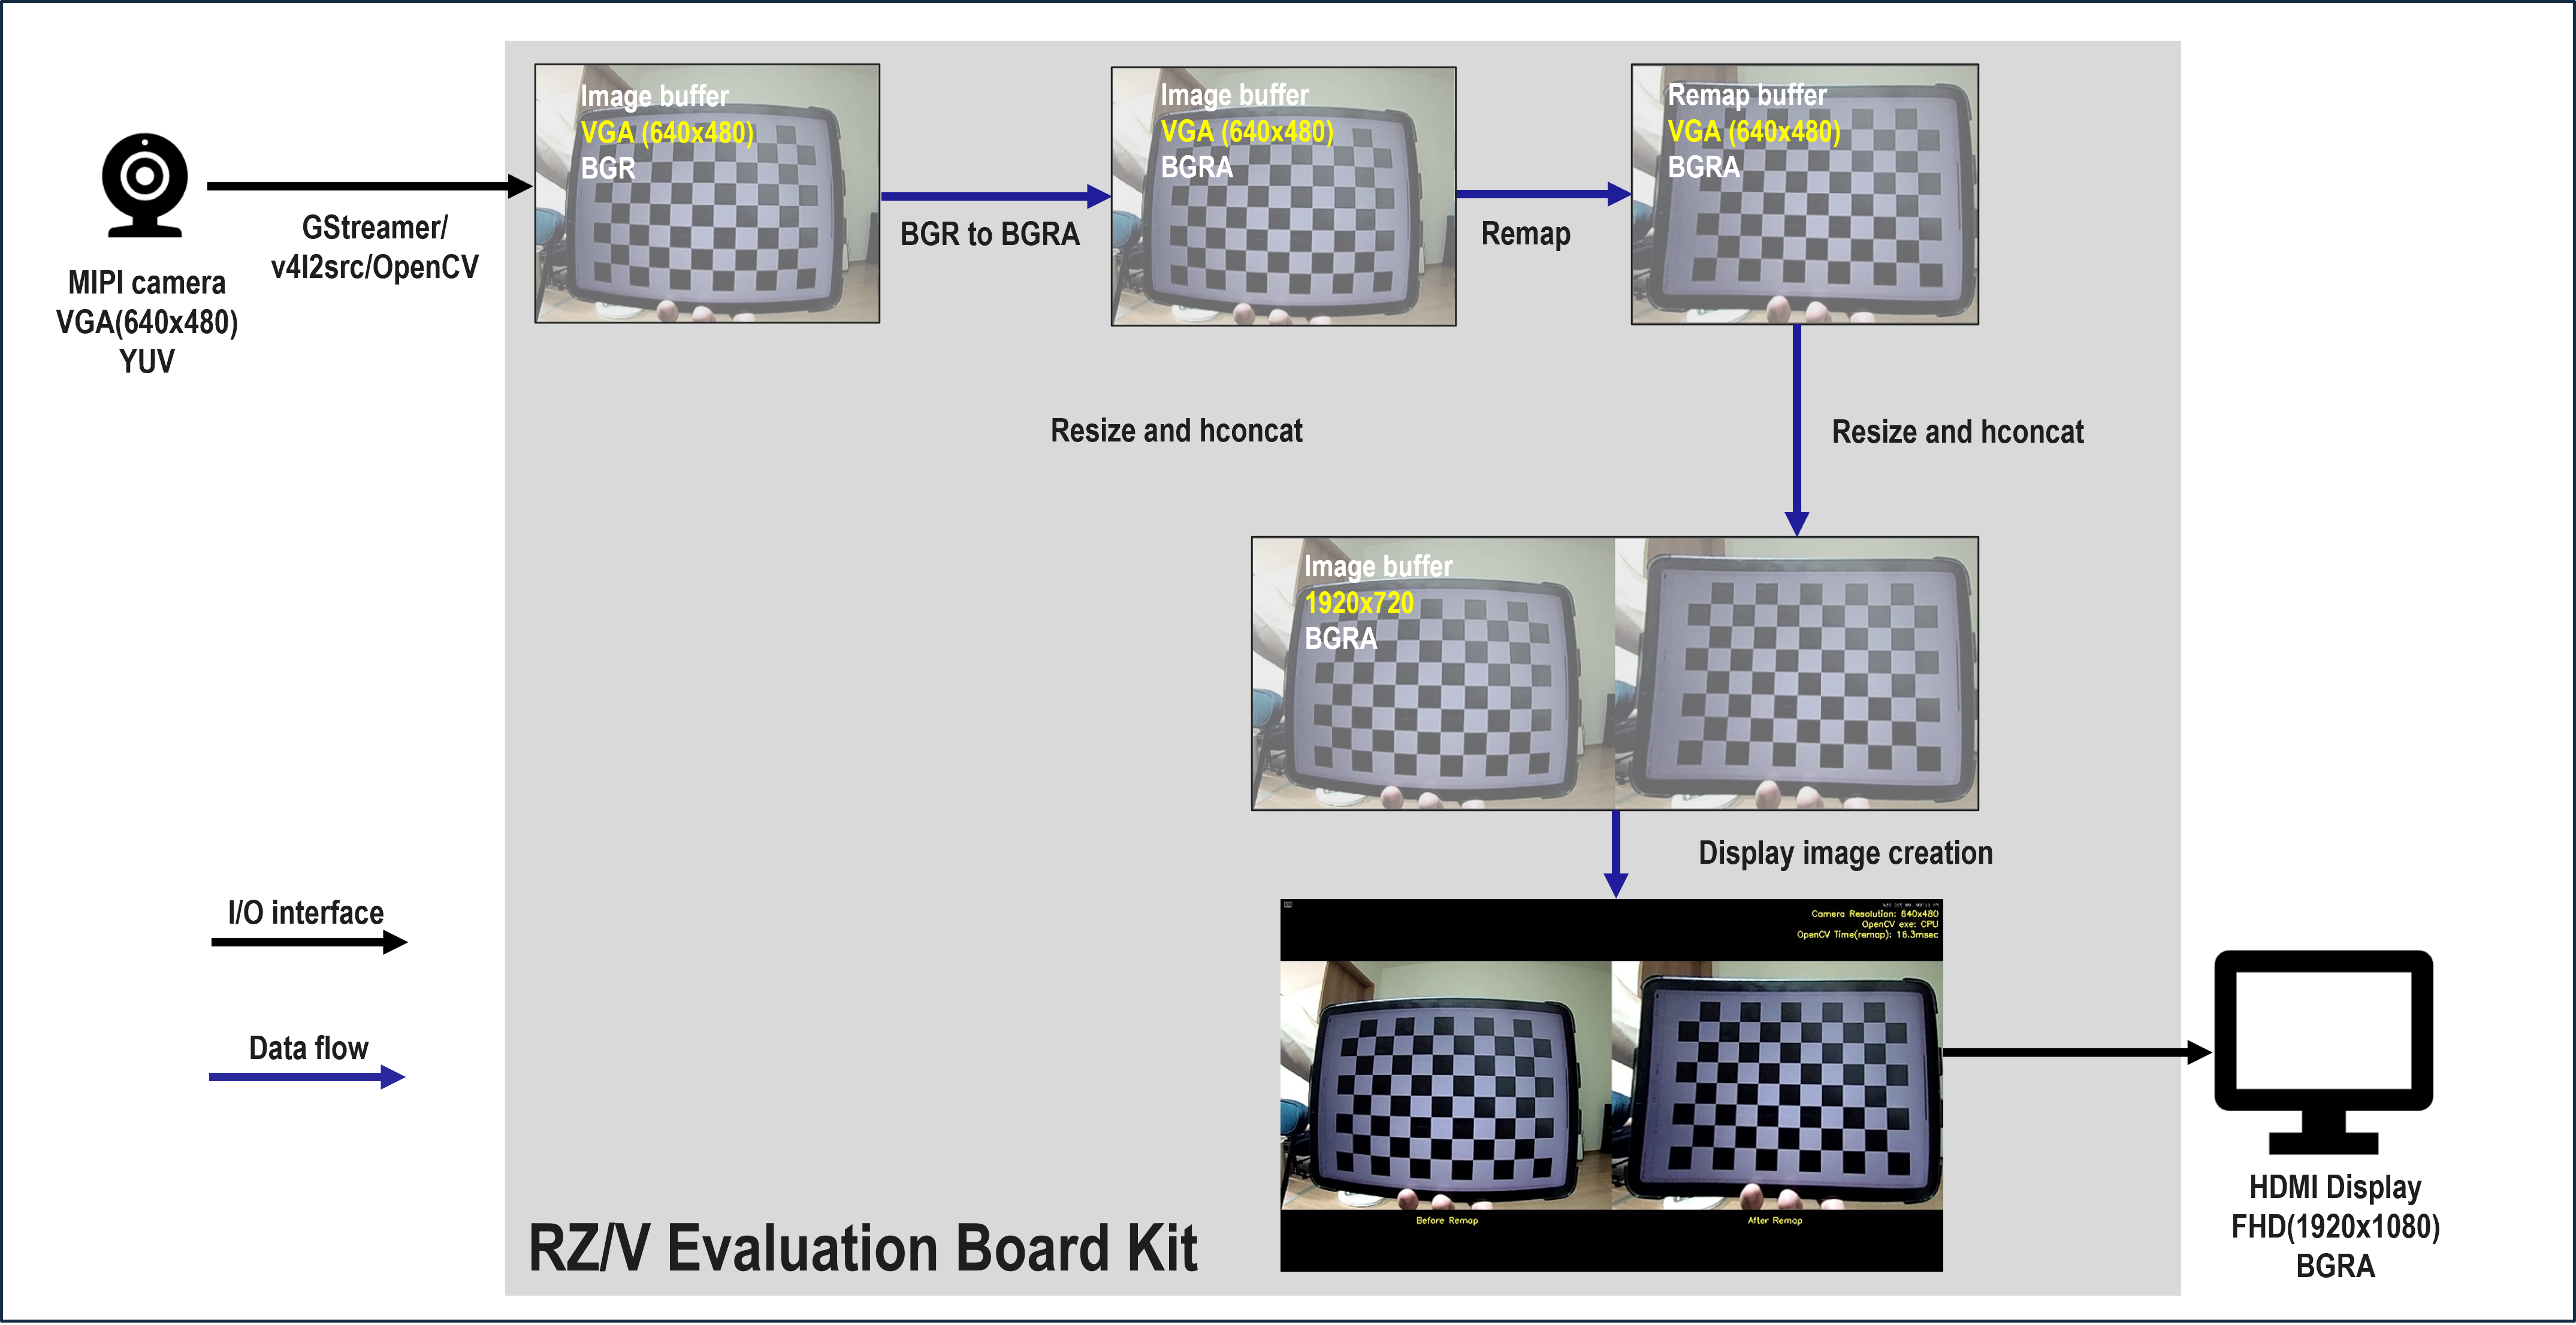 MIPI camera
VGA(640x480)
YUV
GStreamer/
v4l2src/OpenCV
Image buffer
VGA (640x480)
BGR
BGR to BGRA
Image buffer
VGA (640x480)
BGRA
Remap
Remap buffer
VGA (640x480)
BGRA
Resize and hconcat
Resize and hconcat
Image buffer
1920x720
BGRA
Display image creation
Camera Resolution: 640x480
OpenCV exe: CPU
OpenCV Time(remap): 16.3msec
Before Remap
After Remap
I/O interface
Data flow
RZ/V Evaluation Board Kit
HDMI Display
FHD(1920x1080)
BGRA